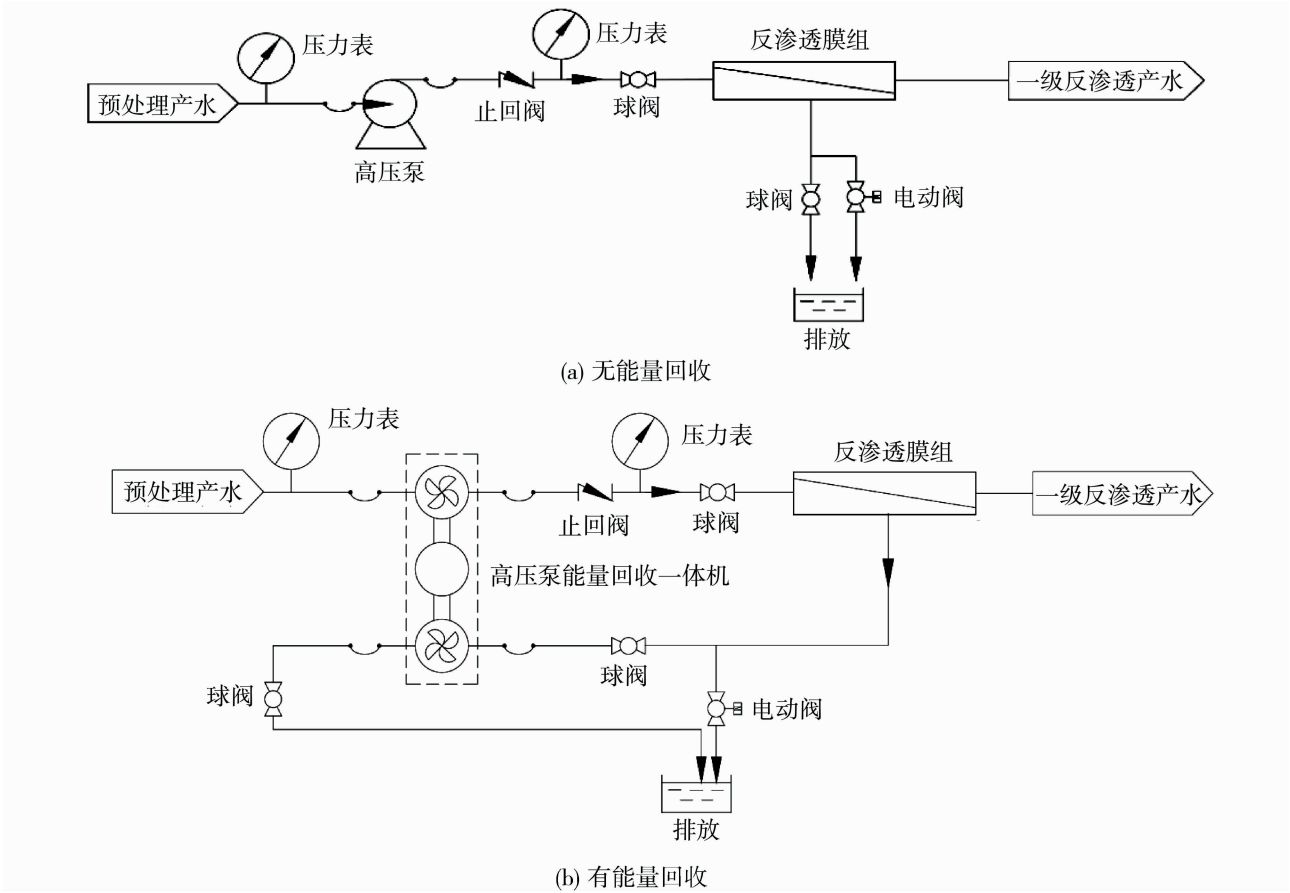 压力表
压力表
反渗透膜组
预处理产水
一级反渗透产水
止回阀
球阀
高压泵
球阀
电动阀
排放
(a) 无能量回收
压力表
压力表
反渗透膜组
预处理产水
一级反渗透产水
止回阀
球阀
高压泵能量回收一体机
球阀
球阀
电动阀
排放
(b) 有能量回收